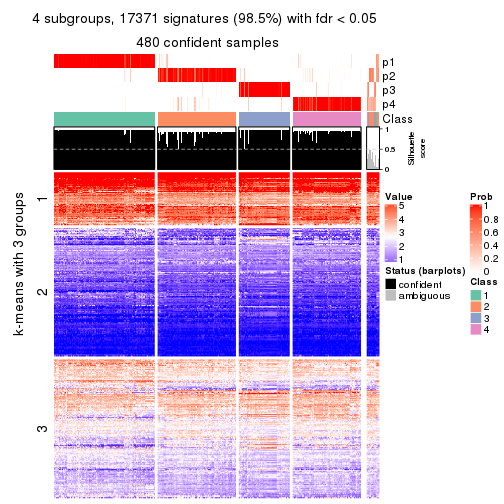 4 subgroups, 17371 signatures (98.5%) with fdr < 0.05
480 confident samples
p1
p2
p3
p4
Class
1
0.5
0
Silhouette
score
k-means with 3 groups
1
2
3
Value
5
4
3
2
1
Status (barplots)
confident
ambiguous
Prob
1
0.8
0.6
0.4
0.2
0
Class
1
2
3
4